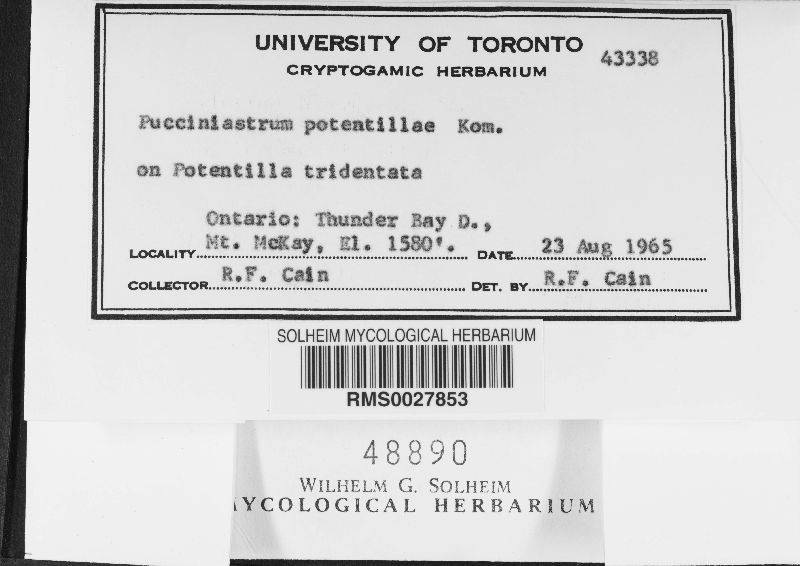 UNIVERSITY OF TORONTO 43338
CRYPTOGAMIC HERBARIUM
Pucciniastrum potentillae Kom.
on Potentilla tridentata
Ontario: Thunder Bay D.,
LOCALITY Mt. McKay, El. 1580'. DATE 23 Aug 1965
COLLECTOR R.F. Cain DET. BY R.F. Cain
SOLHEIM MYCOLOGICAL HERBARIUM
RMS0027853
48890
WILHELM G. SOLHEIM
MYCOLOGICAL HERBARIUM